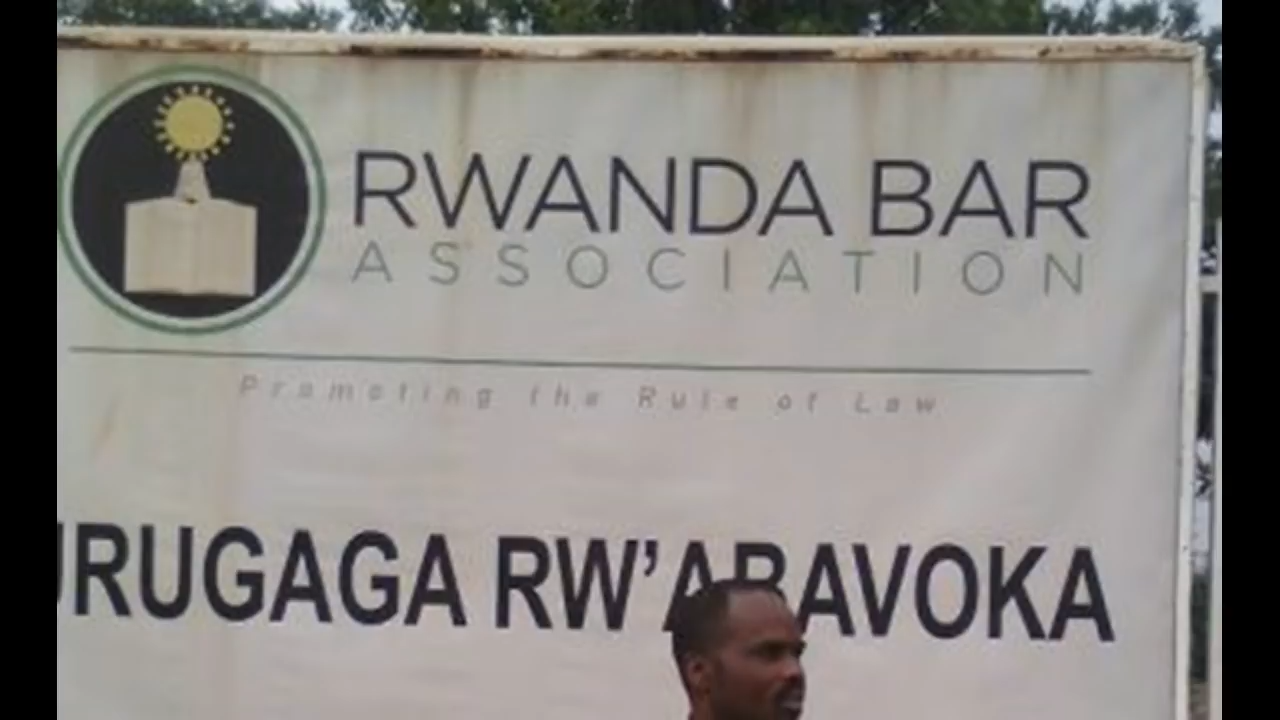 RWANDA BAR
ASSOCIATION
Promoting the Rule of Law
URUGAGA RW'ABAVOKA